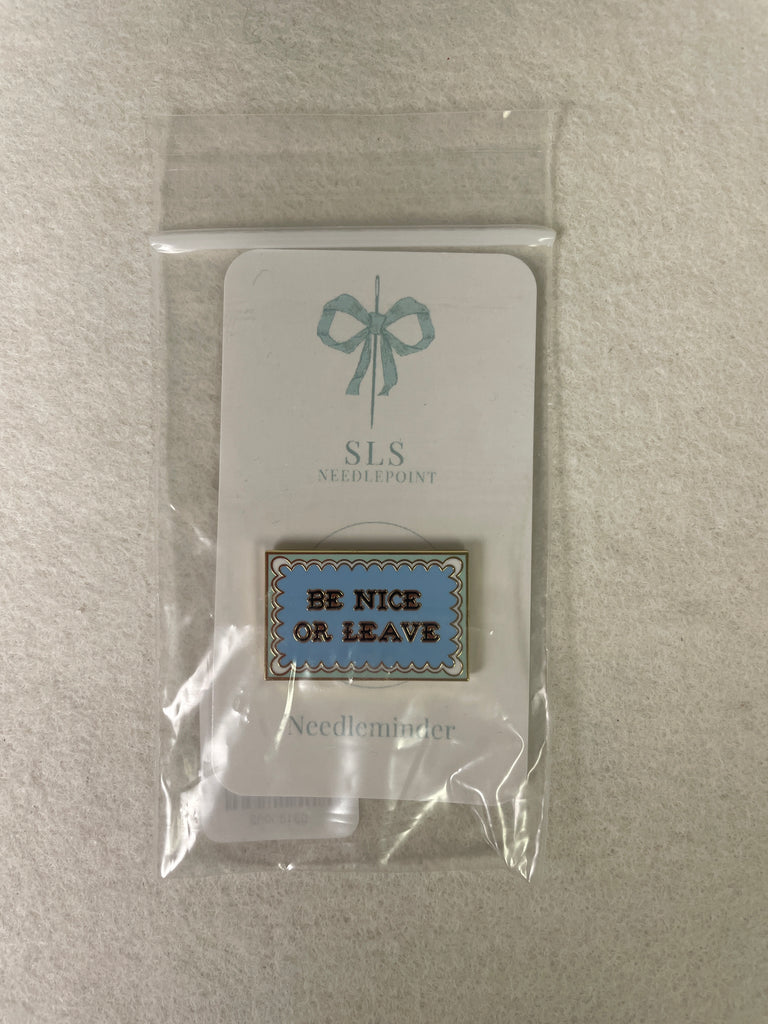 SLS
NEEDLEPOINT
BE NICE
OR LEAVE
Needleminder